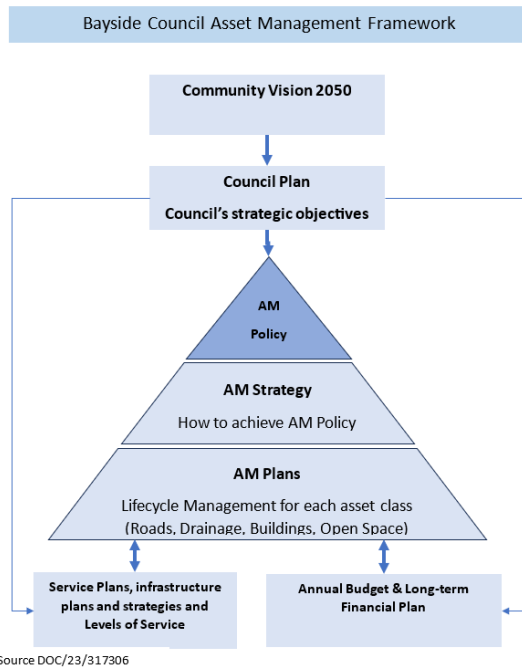 Bayside Council Asset Management Framework
Community Vision 2050
Council Plan
Council's strategic objectives
AM
Policy
AM Strategy
How to achieve AM Policy
AM Plans
Lifecycle Management for each asset class
(Roads, Drainage, Buildings, Open Space)
Service Plans, infrastructure
plans and strategies and
Levels of Service
Annual Budget & Long-term
Financial Plan
Source DOC/23/317306